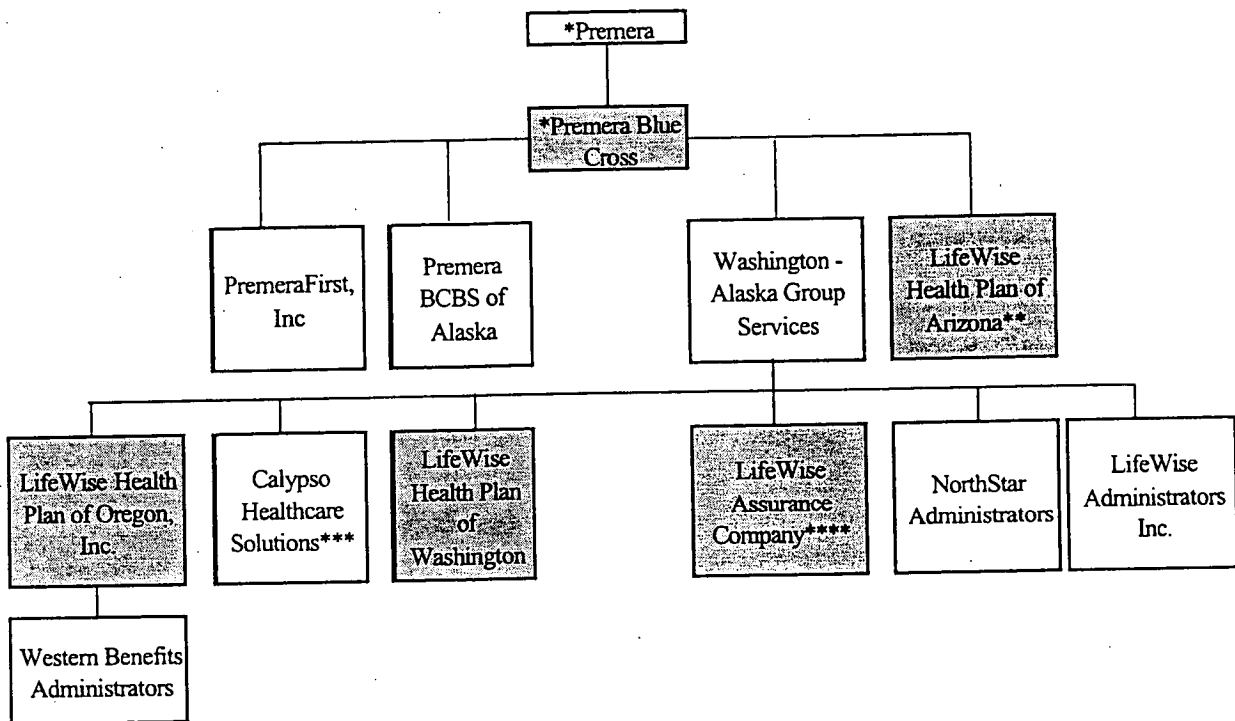 *Premera
*Premera Blue
Cross
PremeraFirst,
Inc
Premera
BCBS of
Alaska
Washington -
Alaska Group
Services
LifeWise
Health Plan of
Arizona**
LifeWise Health
Plan of Oregon,
Inc.
Calypso
Healthcare
Solutions***
LifeWise
Health Plan
of
Washington
LifeWise
Assurance
Company****
NorthStar
Administrators
LifeWise
Administrators
Inc.
Western Benefits
Administrators